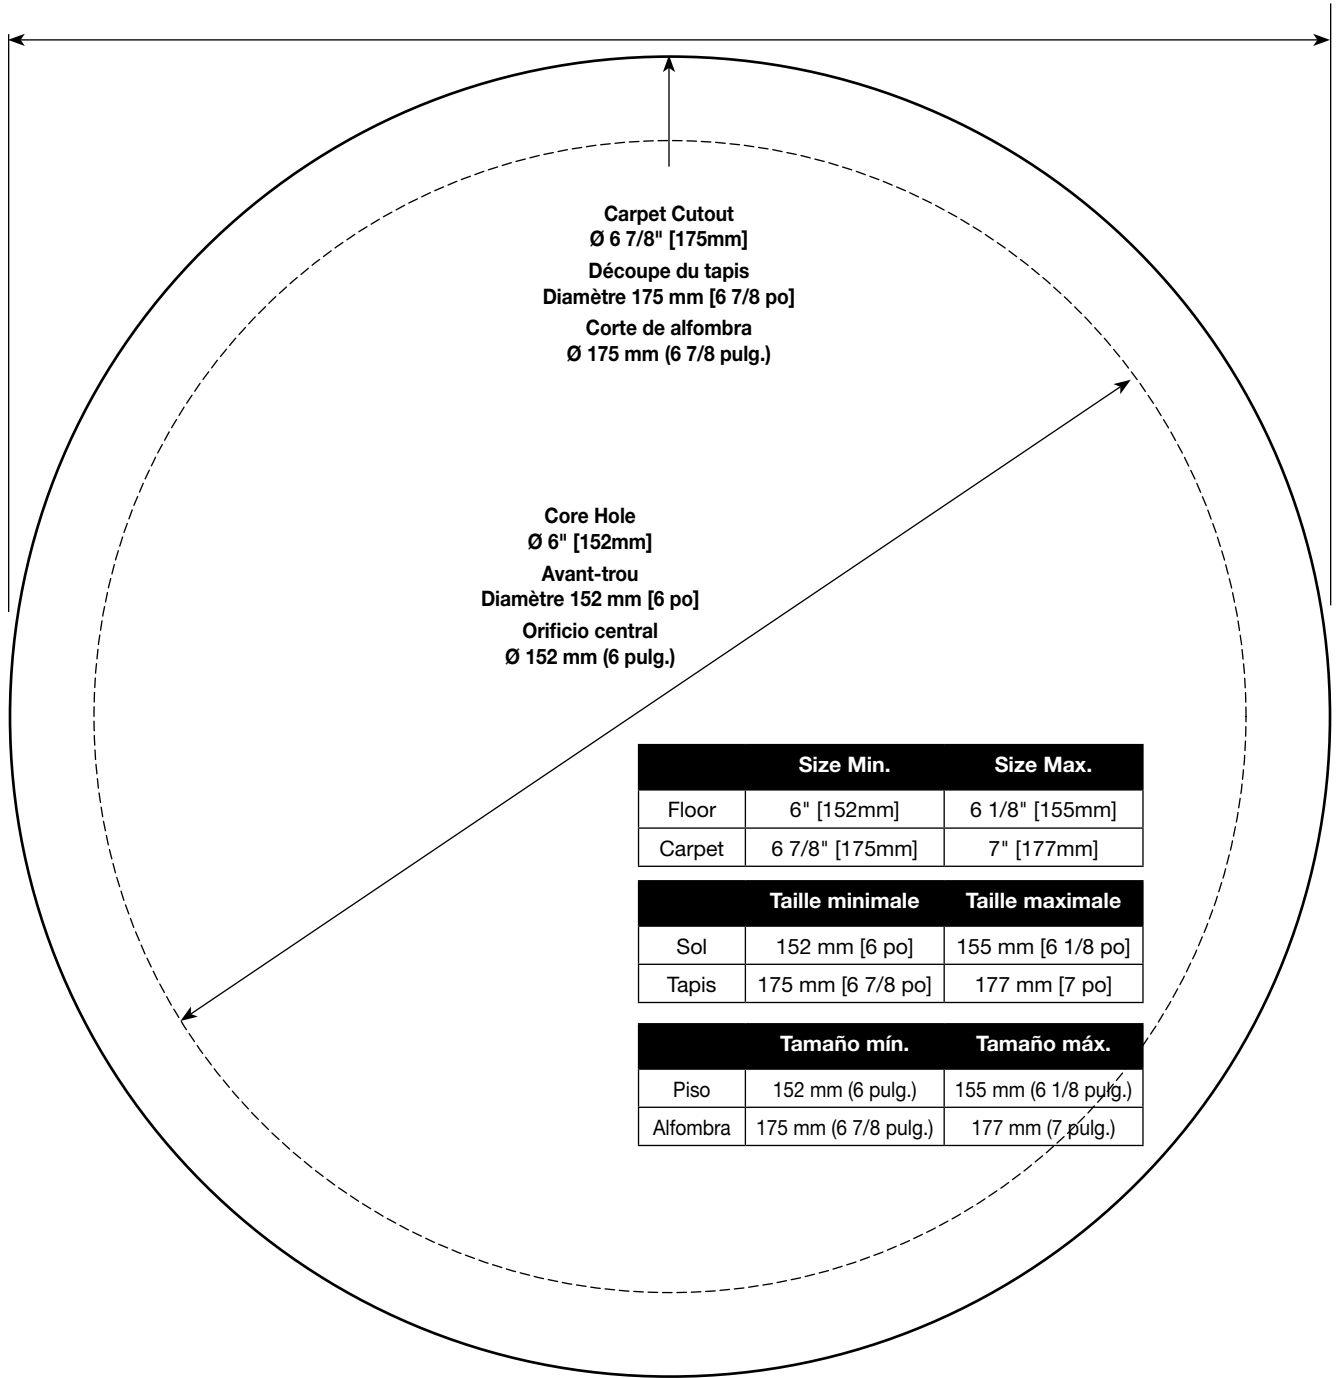 Carpet Cutout
Ø 6 7/8" [175mm]
Découpe du tapis
Diamètre 175 mm [6 7/8 po]
Corte de alfombra
Ø 175 mm (6 7/8 pulg.)
Core Hole
Ø 6" [152mm]
Avant-trou
Diamètre 152 mm [6 po]
Orificio central
Ø 152 mm (6 pulg.)
Size Min. Size Max.
Floor 6" [152mm] 6 1/8" [155mm]
Carpet 6 7/8" [175mm] 7" [177mm]
Taille minimale Taille maximale
Sol 152 mm [6 po] 155 mm [6 1/8 po]
Tapis 175 mm [6 7/8 po] 177 mm [7 po]
Tamaño mín. Tamaño máx.
Piso 152 mm (6 pulg.) 155 mm (6 1/8 pulg.)
Alfombra 175 mm (6 7/8 pulg.) 177 mm (7 pulg.)